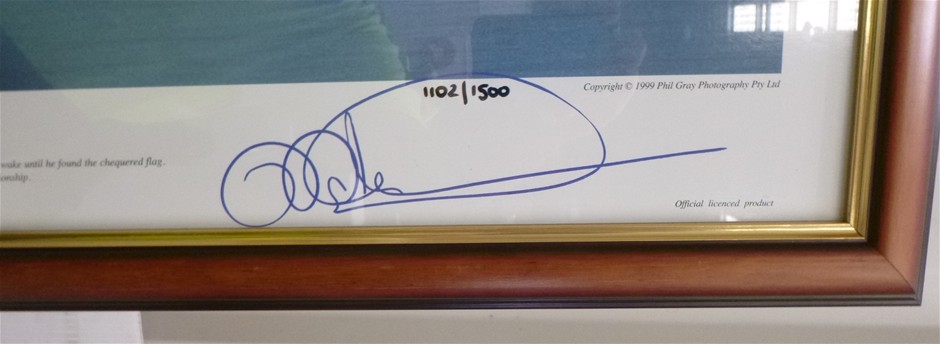 1102/1500
Copyright © 1999 Phil Gray Photography Pty Ltd
wake until he found the chequered flag.
onship.
Official licenced product